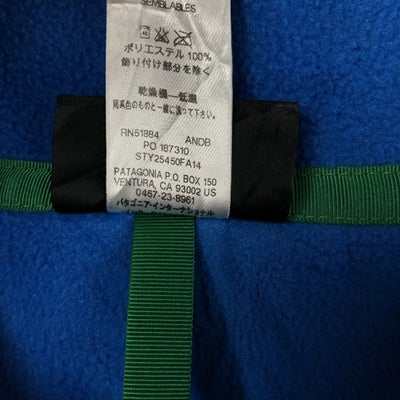 SEMBLABLES
ポリエステル 100%
飾り付け部分を除く
乾燥機ー低温
同系色のものと一緒に洗って下さい
RN51884 ANDB
PO 187310
STY25450FA14
PATAGONIA P.O. BOX 150
VENTURA, CA 93002 US
0467-23-8961
パタゴニア・インターナショナル